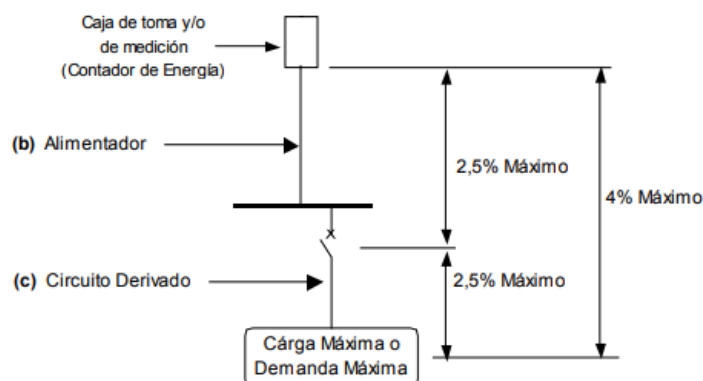 Caja de toma y/o
de medición
(Contador de Energía)
(b) Alimentador
2,5% Máximo
4% Máximo
(c) Circuito Derivado
2,5% Máximo
Cárga Máxima o
Demanda Máxima